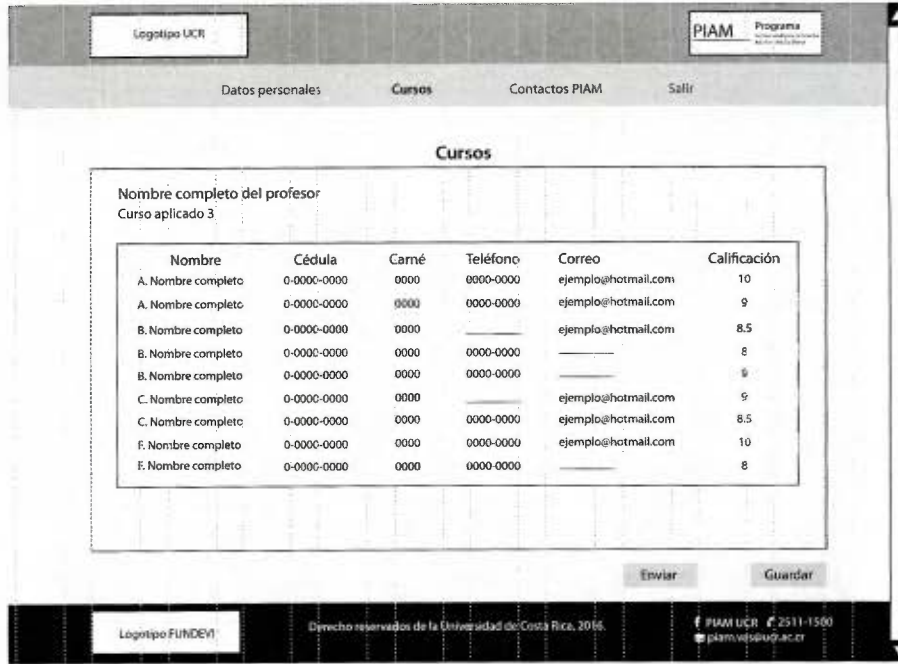 Logotipo UCR
PIAM Programa
Datos personales Cursos Contactos PIAM Salir
Cursos
Nombre completo del profesor
Curso aplicado 3
Nombre Cédula Carné Teléfono Correo Calificación
A. Nombre completo 0-0000-0000 0000 0000-0000 ejemplo@hotmail.com 10
A. Nombre completo 0-0000-0000 0000 0000-0000 ejemplo@hotmail.com 9
B. Nombre completo 0-0000-0000 0000 ejemplo@hotmail.com 8.5
B. Nombre completo 0-0000-0000 0000 0000-0000 8
B. Nombre completo 0-0000-0000 0000 0000-0000 9
C. Nombre completo 0-0000-0000 0000 ejemplo@hotmail.com 9
C. Nombre completo 0-0000-0000 0000 0000-0000 ejemplo@hotmail.com 8.5
F. Nombre completo 0-0000-0000 0000 0000-0000 ejemplo@hotmail.com 10
F. Nombre completo 0-0000-0000 0000 0000-0000 8
Enviar Guardar
Logotipo FUNDEVI
Derecho reservados de la Universidad de Costa Rica, 2016.
PIAM UCR 2511-1500
piam.vas@ucr.ac.cr